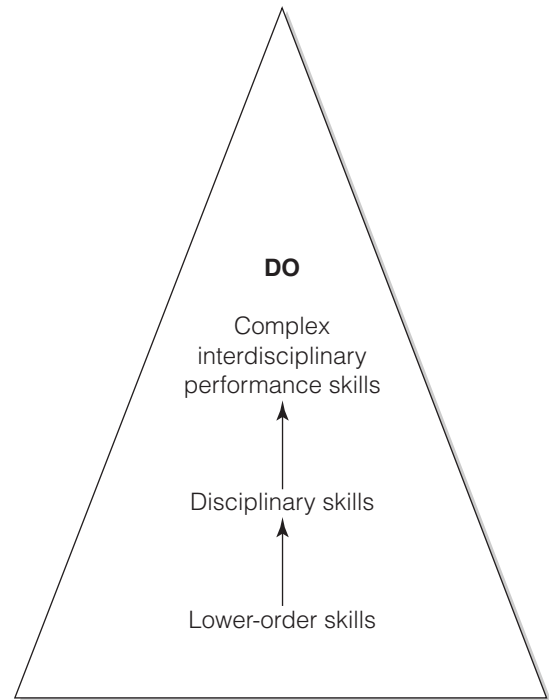 DO
Complex
interdisciplinary
performance skills
Disciplinary skills
Lower-order skills